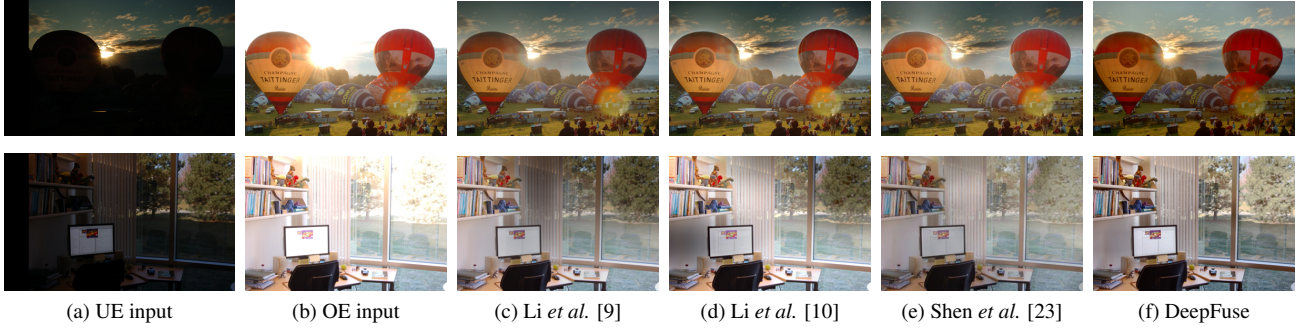 CHAMPAGNE
TAITTINGER
CHAMPAGNE
TAITTINGER
CHAMPAGNE
TAITTINGER
CHAMPAGNE
TAITTINGER
CHAMPAGNE
TAITTINGER
(a) UE input (b) OE input (c) Li et al. [9] (d) Li et al. [10] (e) Shen et al. [23] (f) DeepFuse